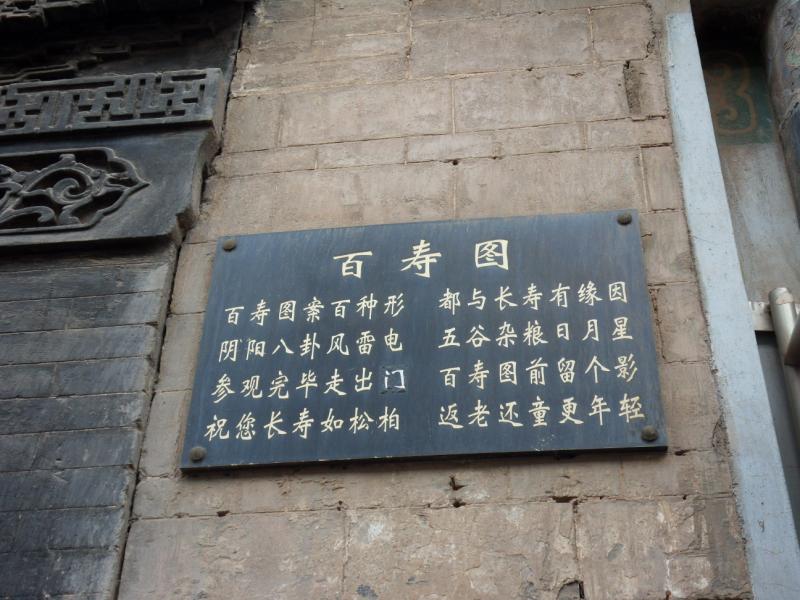 百寿图
百寿图案百种形 都与长寿有缘因
阴阳八卦风雷电 五谷杂粮日月星
参观完毕走出门 百寿图前留个影
祝您长寿如松柏 返老还童更年轻